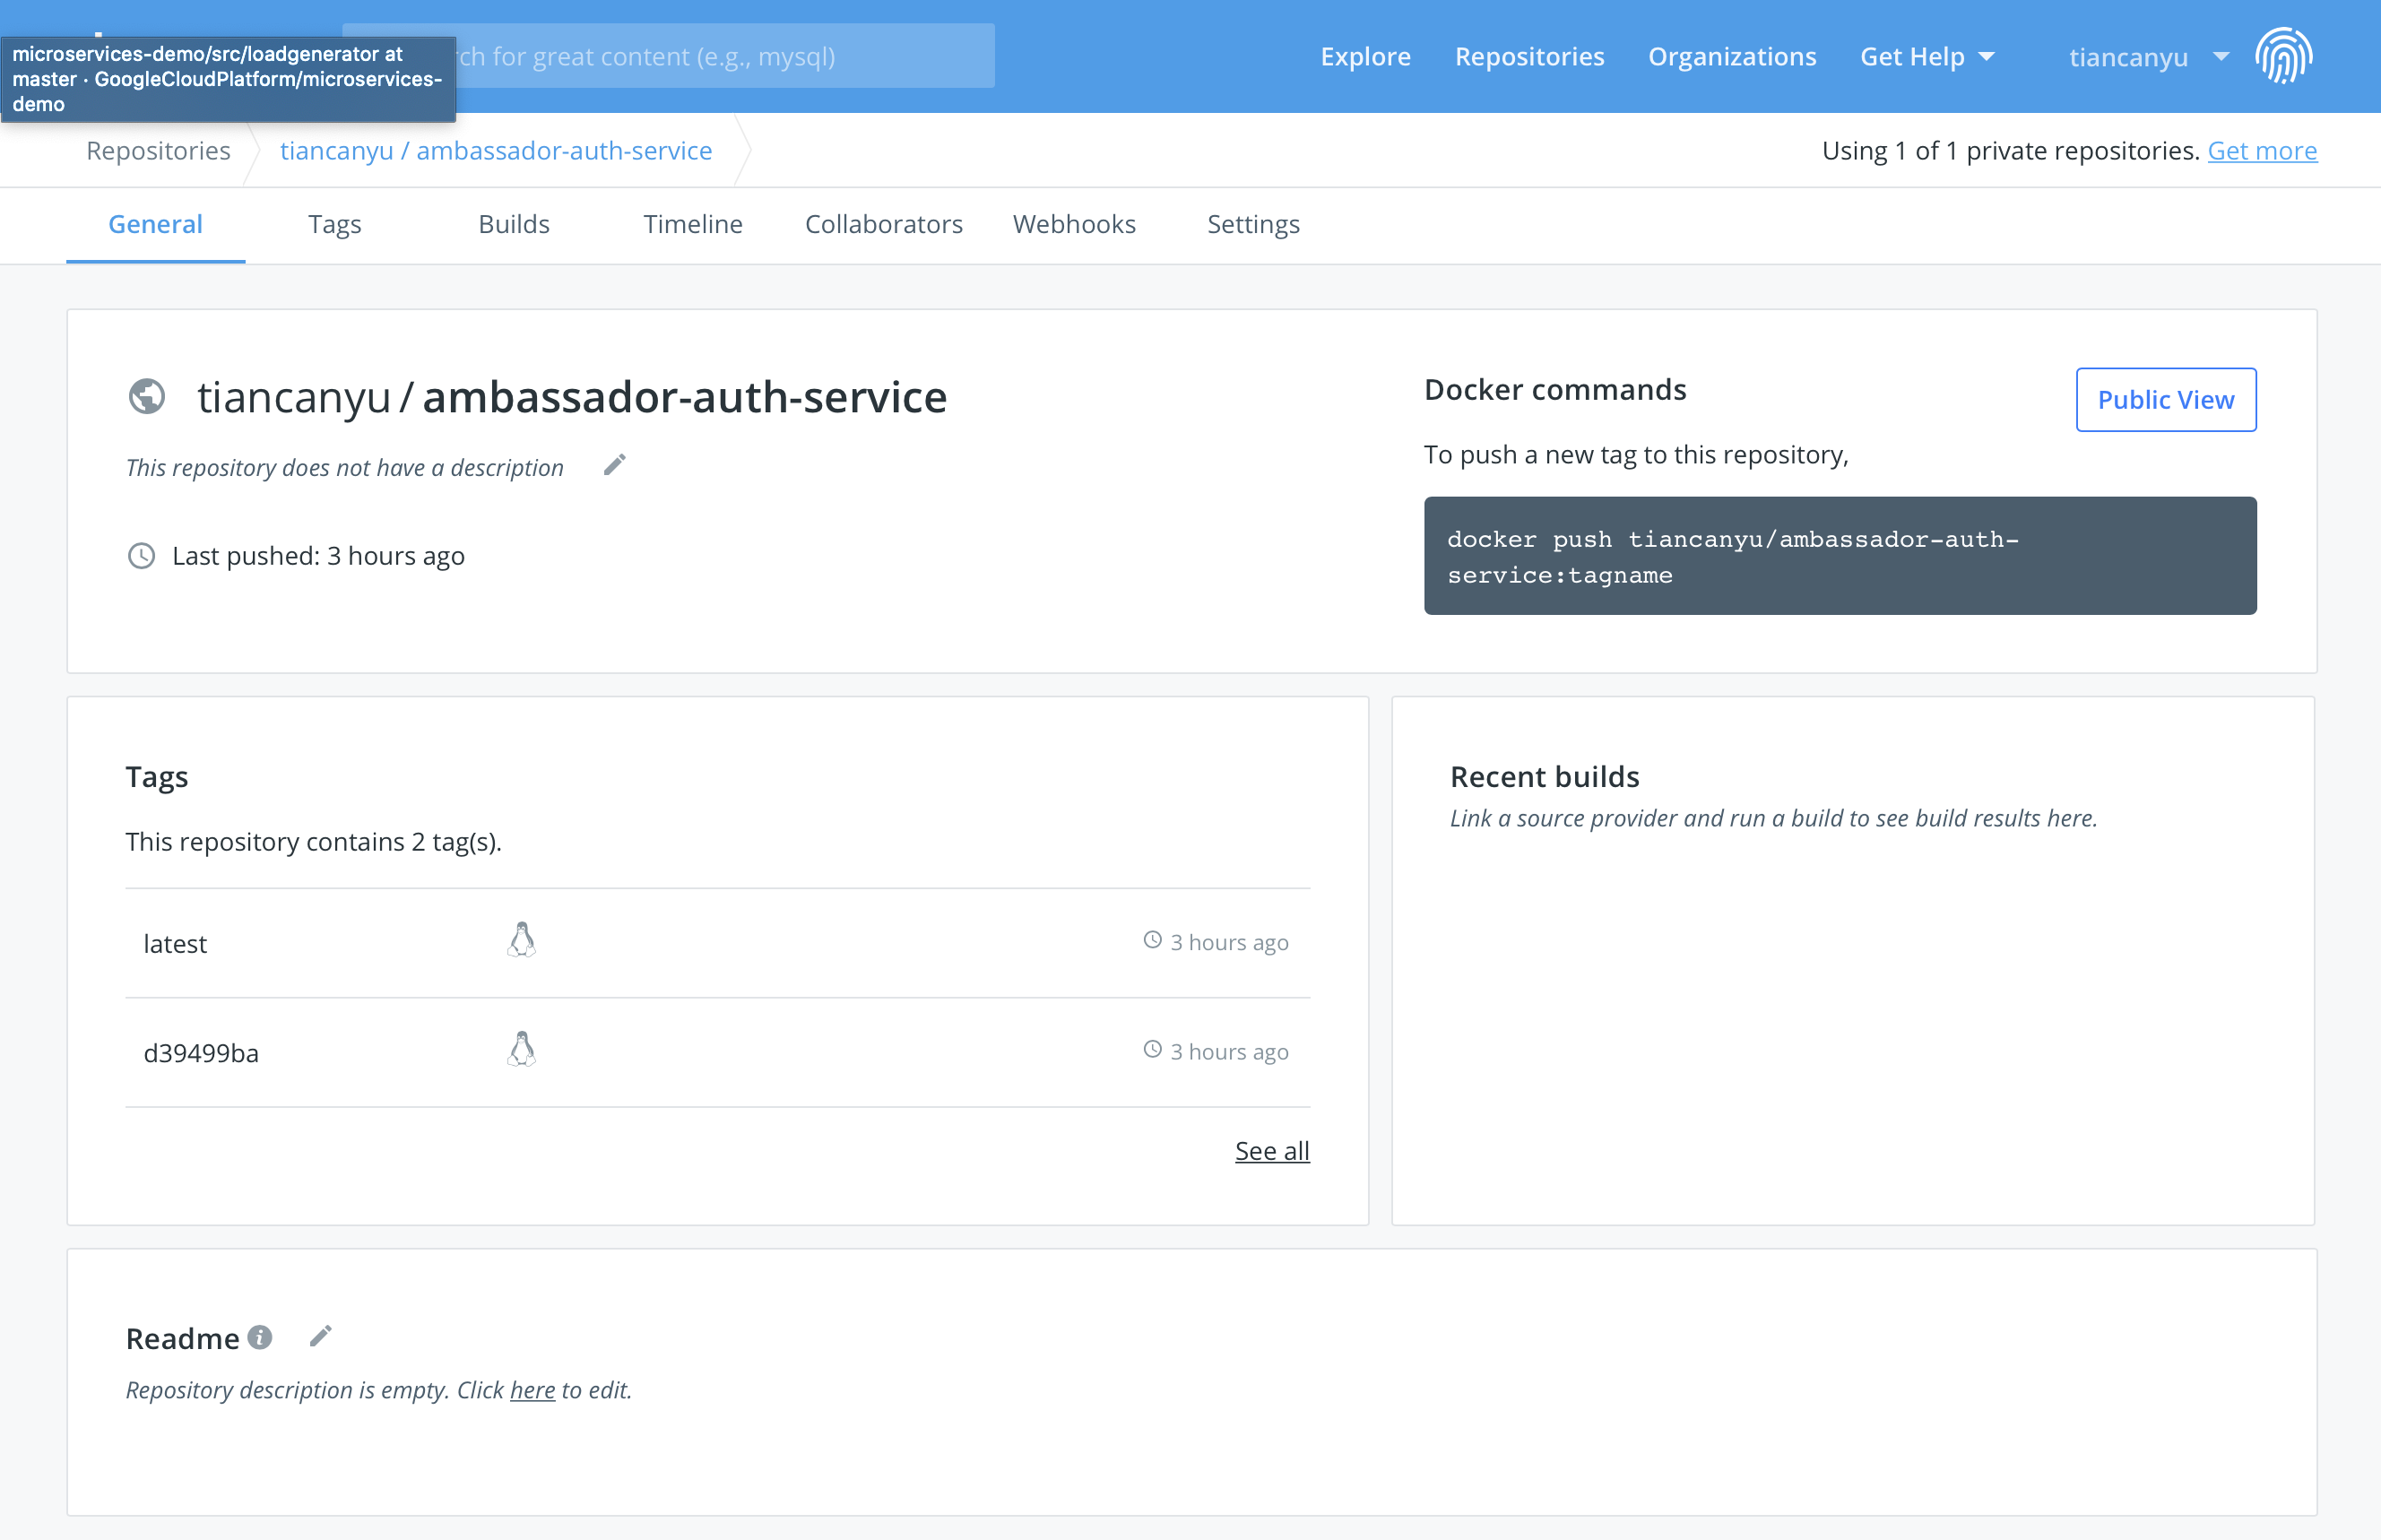 microservices-demo/src/loadgenerator at
master · GoogleCloudPlatform/microservices-
demo
ch for great content (e.g., mysql)
Explore
Repositories
Organizations
Get Help
tiancanyu
Repositories
tiancanyu / ambassador-auth-service
Using 1 of 1 private repositories. Get more
General
Tags
Builds
Timeline
Collaborators
Webhooks
Settings
tiancanyu / ambassador-auth-service
This repository does not have a description
Last pushed: 3 hours ago
Docker commands
Public View
To push a new tag to this repository,
docker push tiancanyu/ambassador-auth-
service:tagname
Tags
This repository contains 2 tag(s).
latest
3 hours ago
d39499ba
3 hours ago
See all
Recent builds
Link a source provider and run a build to see build results here.
Readme
Repository description is empty. Click here to edit.